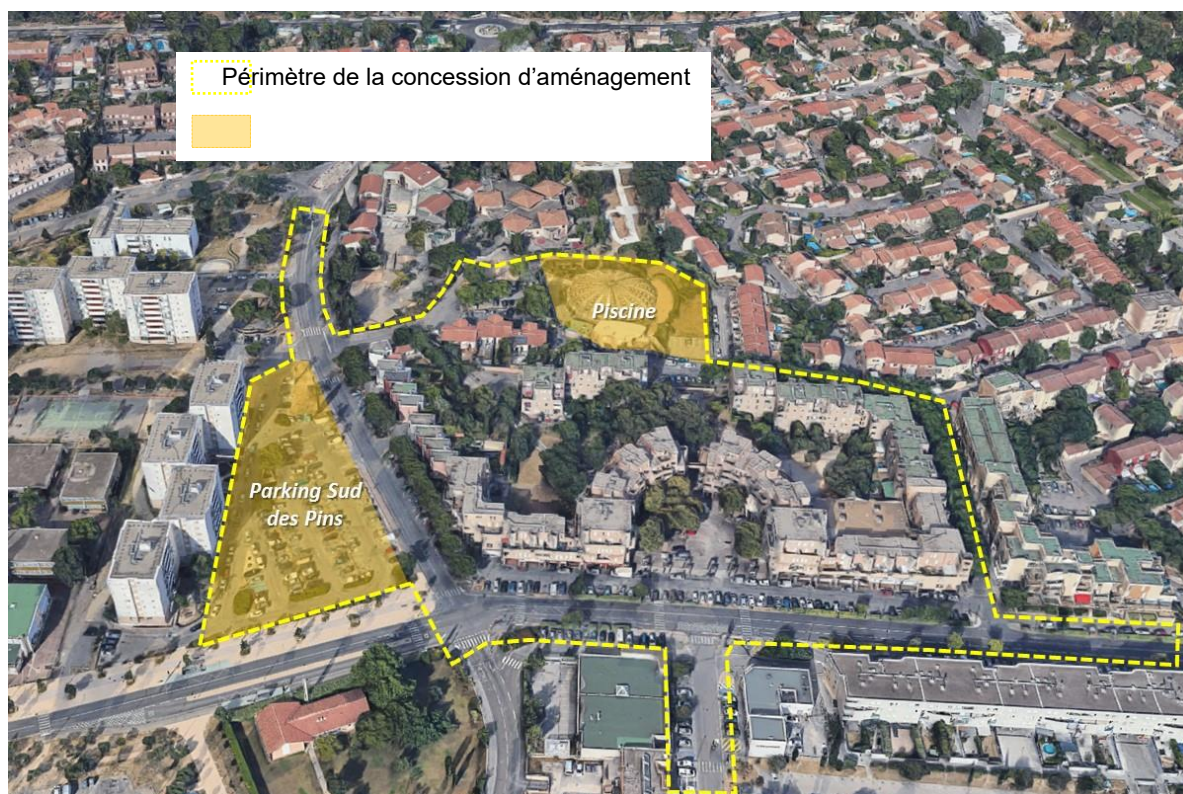 Périmètre de la concession d'aménagement
Piscine
Parking Sud
des Pins